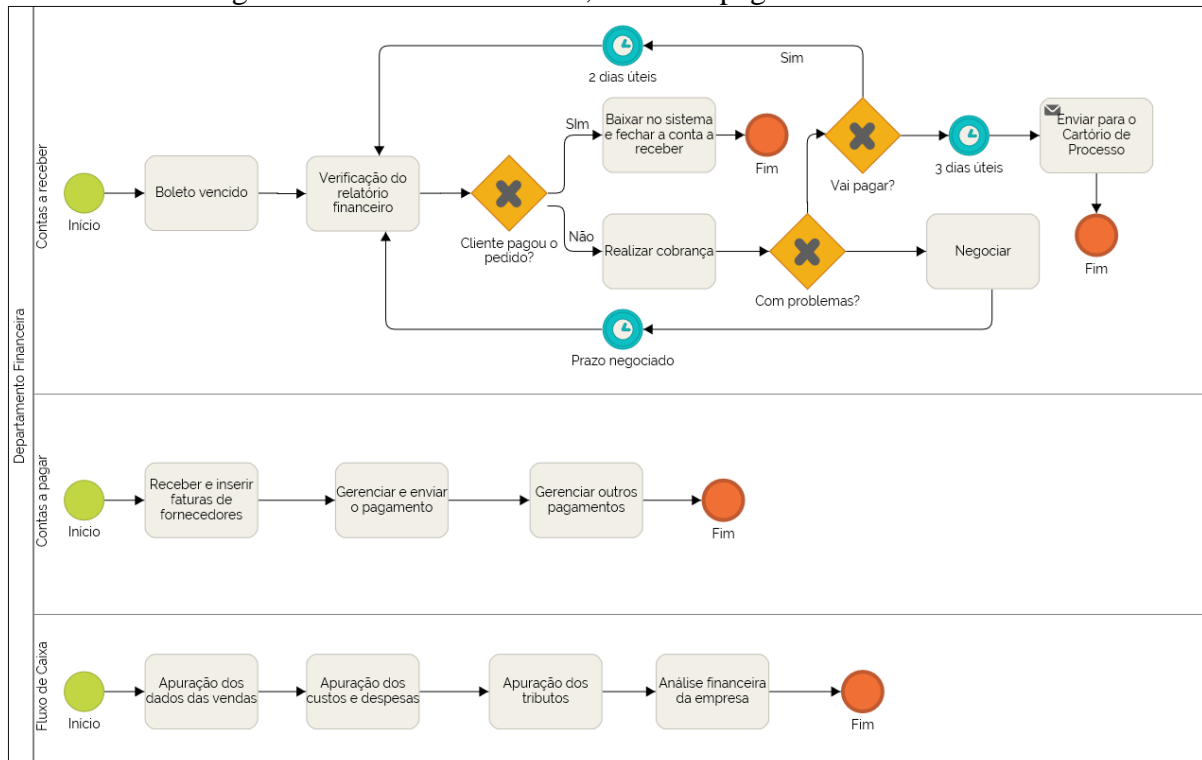 Departamento Financeira
Contas a receber
2 dias úteis
Sim
Início
Boleto vencido
Verificação do
relatório
financeiro
Cliente pagou o
pedido?
SIm
Baixar no sistema
e fechar a conta a
receber
Fim
Não
Realizar cobrança
Com problemas?
Vai pagar?
3 dias úteis
Enviar para o
Cartório de
Processo
Fim
Negociar
Prazo negociado
Contas a pagar
Início
Receber e inserir
faturas de
fornecedores
Gerenciar e enviar
o pagamento
Gerenciar outros
pagamentos
Fim
Fluxo de Caixa
Início
Apuração dos
dados das vendas
Apuração dos
custos e despesas
Apuração dos
tributos
Análise financeira
da empresa
Fim